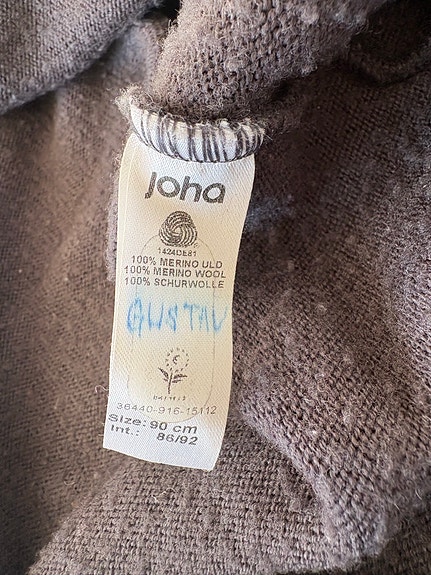 joha
1424DE81
100% MERINO ULD
100% MERINO WOOL
100% SCHURWOLLE
GUSTAV
36440-916-15112
Size: 90 cm
Int.: 86/92